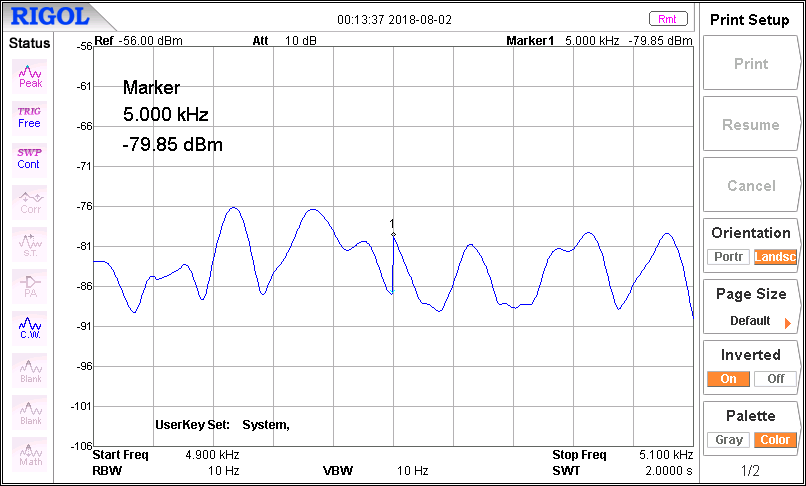 RIGOL
00:13:37 2018-08-02
Rmt
Print Setup
Status
Ref -56.00 dBm
Att 10 dB
Marker1 5.000 kHz -79.85 dBm
Peak
TRIG
Free
SWP
Cont
Corr
S.T.
PA
C.W.
Blank
Blank
Math
-56
-61
-66
-71
-76
-81
-86
-91
-96
-101
-106
Marker
5.000 kHz
-79.85 dBm
1
UserKey Set: System,
Start Freq 4.900 kHz
Stop Freq 5.100 kHz
RBW 10 Hz
VBW 10 Hz
SWT 2.0000 s
Print
Resume
Cancel
Orientation
Portr Landsc
Page Size
Default
Inverted
On Off
Palette
Gray Color
1/2